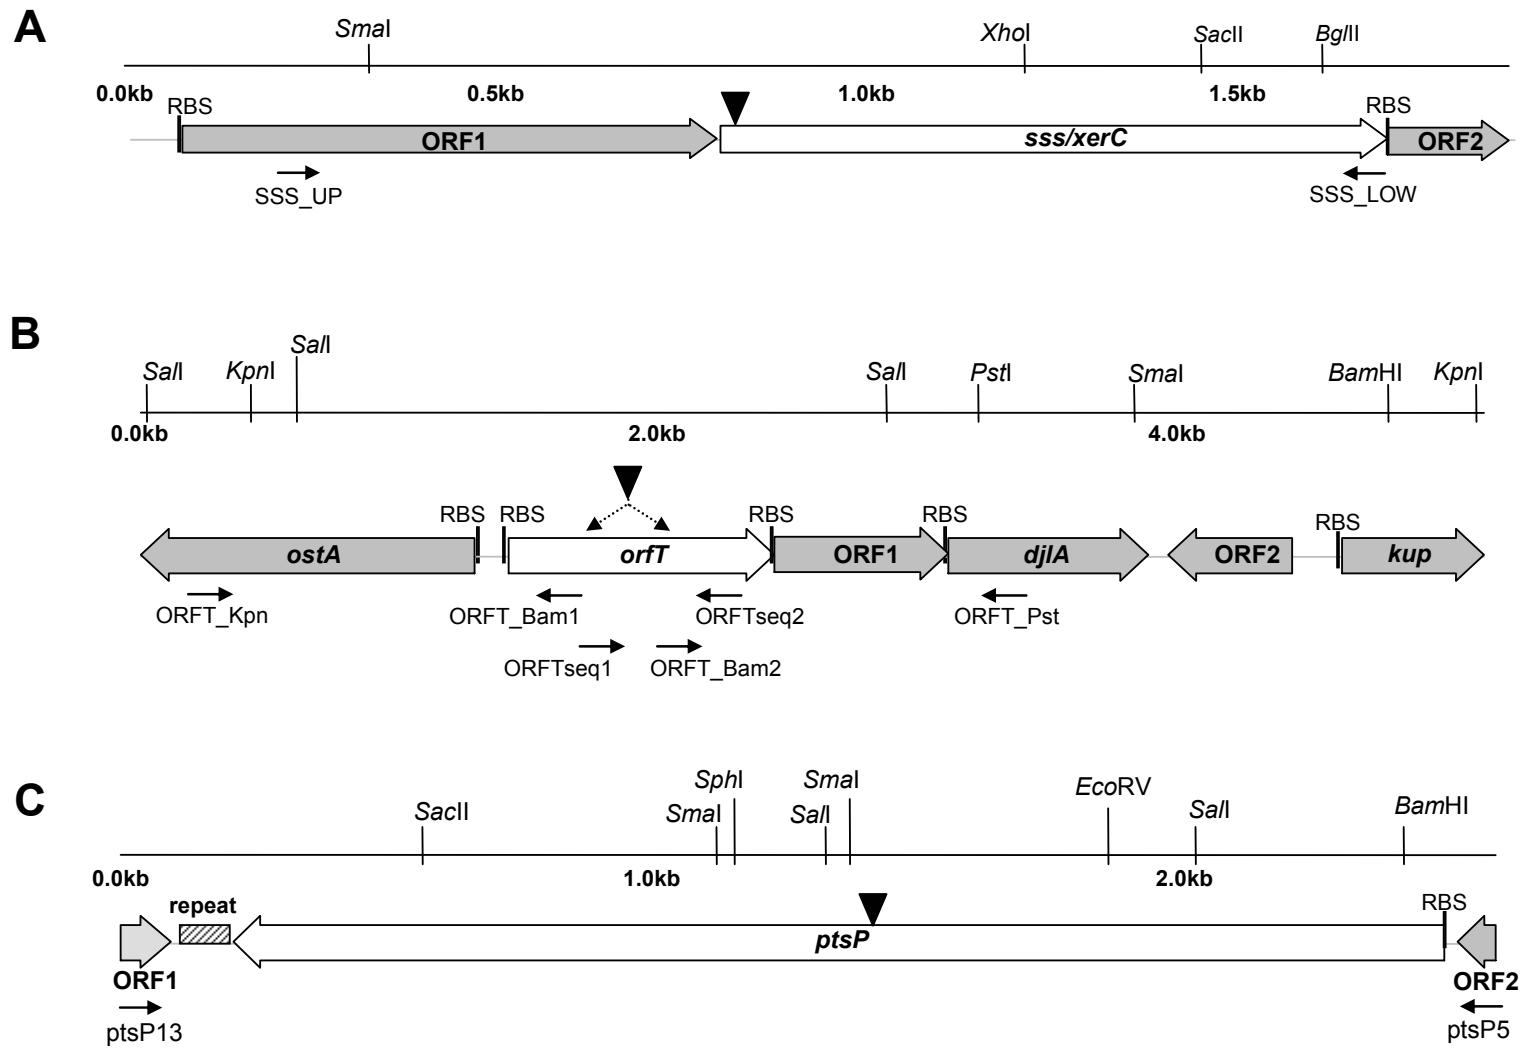 A
SmaI XhoI SacII BglII
0.0kb 0.5kb 1.0kb 1.5kb
RBS RBS
ORF1 sss/xerC ORF2
SSS_UP SSS_LOW
B
SalI
SalI KpnI SalI PstI SmaI BamHI KpnI
0.0kb 2.0kb 4.0kb
RBS RBS RBS RBS RBS
ostA orfT ORF1 djlA ORF2 kup
ORFT_Kpn ORFT_Bam1 ORFTseq2 ORFT_Pst
ORFTseq1 ORFT_Bam2
C
SphI SmaI EcoRV
SacII SmaI SalI SalI BamHI
0.0kb 1.0kb 2.0kb
repeat RBS
ptsP
ORF1 ORF2
ptsP13 ptsP5